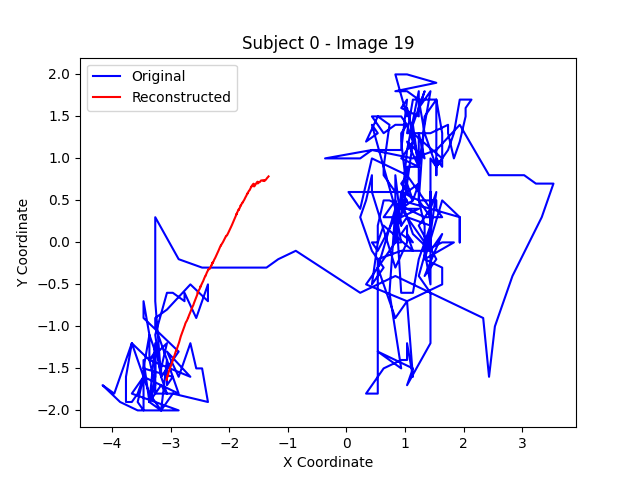 Subject 0 - Image 19
Original
Reconstructed
2.0
1.5
1.0
0.5
0.0
−0.5
−1.0
−1.5
−2.0
Y Coordinate
−4 −3 −2 −1 0 1 2 3
X Coordinate